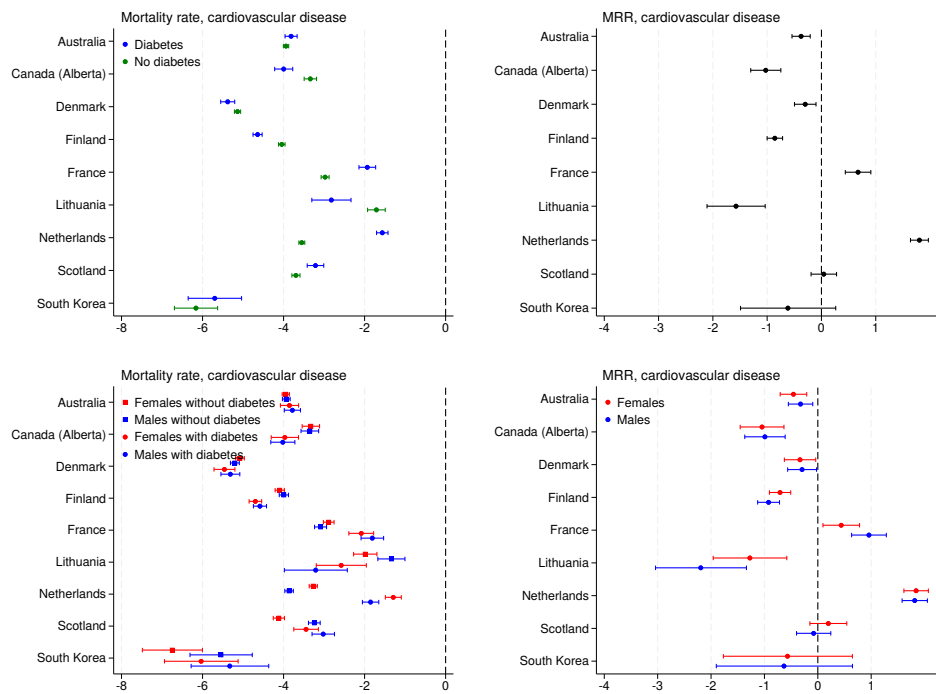 Mortality rate, cardiovascular disease
Australia
Canada (Alberta)
Denmark
Finland
France
Lithuania
Netherlands
Scotland
South Korea
Diabetes
No diabetes
-8 -6 -4 -2 0
MRR, cardiovascular disease
Australia
Canada (Alberta)
Denmark
Finland
France
Lithuania
Netherlands
Scotland
South Korea
-4 -3 -2 -1 0 1
Mortality rate, cardiovascular disease
Australia
Canada (Alberta)
Denmark
Finland
France
Lithuania
Netherlands
Scotland
South Korea
Females without diabetes
Males without diabetes
Females with diabetes
Males with diabetes
-8 -6 -4 -2 0
MRR, cardiovascular disease
Australia
Canada (Alberta)
Denmark
Finland
France
Lithuania
Netherlands
Scotland
South Korea
Females
Males
-4 -3 -2 -1 0 1